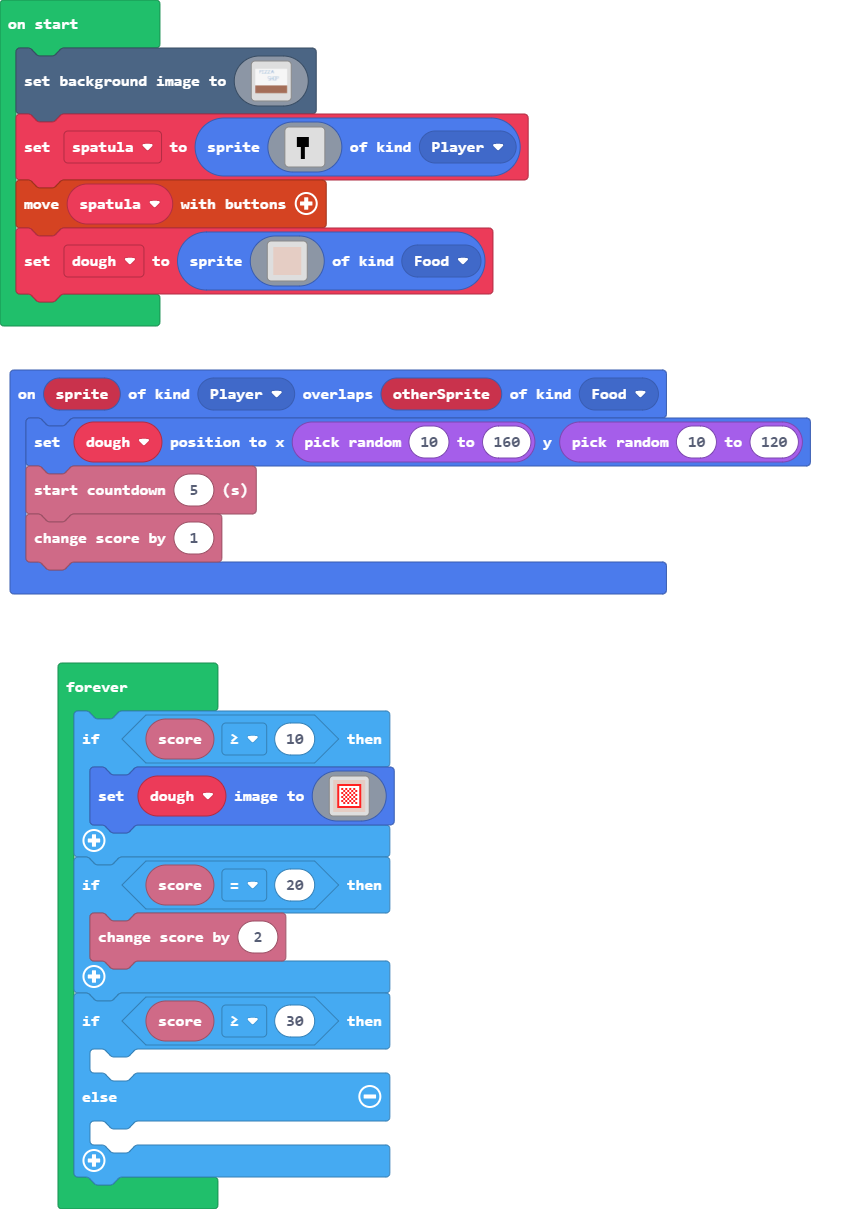 on start
set background image to
set spatula to sprite of kind Player
move spatula with buttons
set dough to sprite of kind Food
on sprite of kind Player overlaps otherSprite of kind Food
set dough position to x pick random 10 to 160 y pick random 10 to 120
start countdown 5 (s)
change score by 1
forever
if score ≥ 10 then
set dough image to
if score = 20 then
change score by 2
if score ≥ 30 then
else